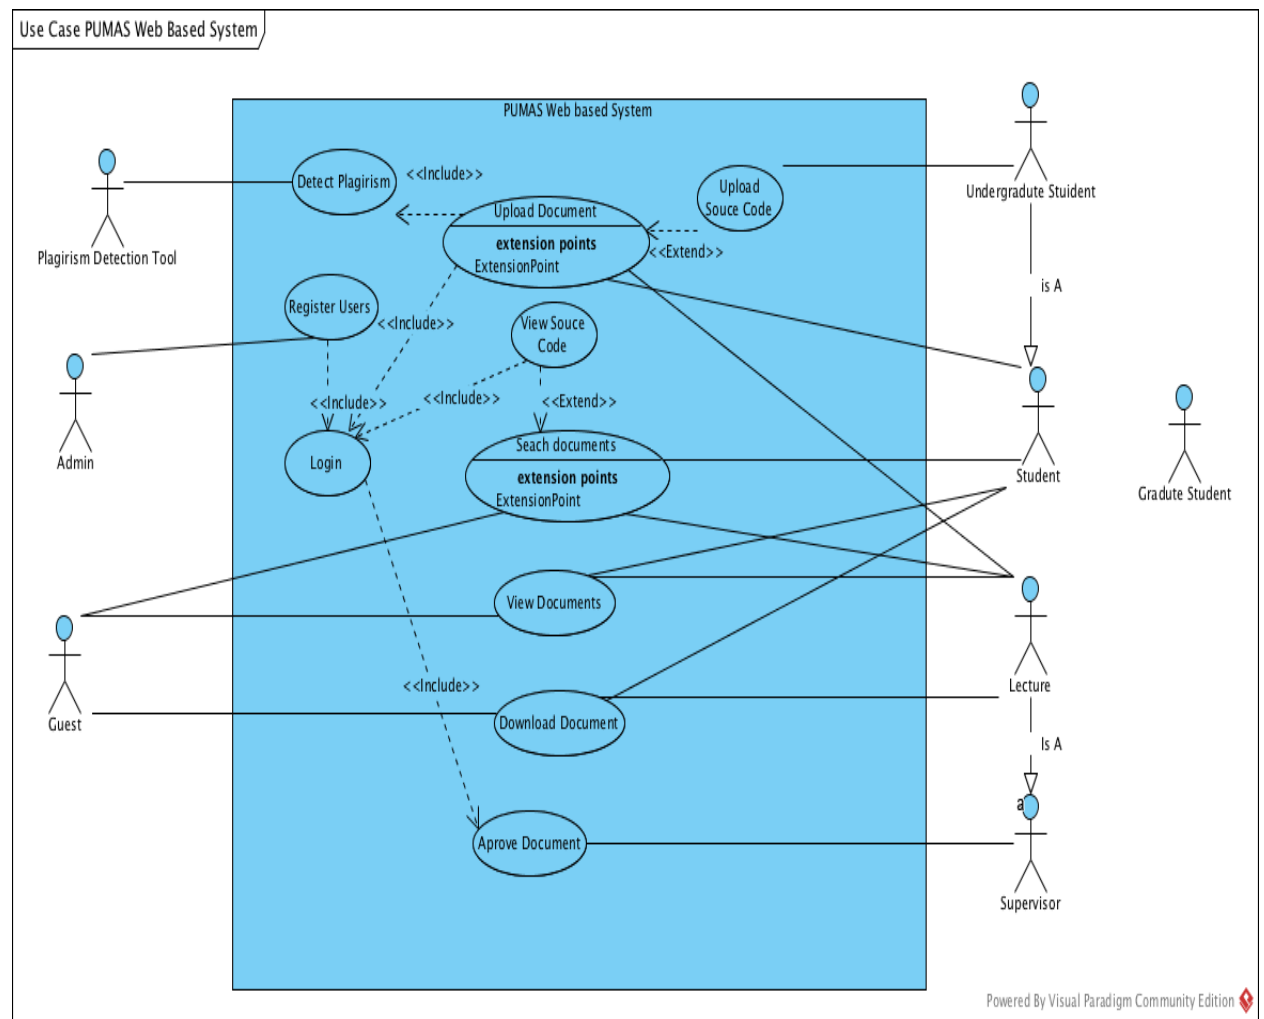 Use Case PUMAS Web Based System
PUMAS Web based System
Detect Plagirism
<<Include>>
Upload
Souce Code
Undergradute Stuident
Plagirism Detection Tool
Upload Document
extension points
ExtensionPoint
<<Extend>>
is A
Register Users
<<Include>>
View Souce
Code
Admin
<<Include>>
<<Include>>
<<Extend>>
Login
Seach documents
extension points
ExtensionPoint
Student
Gradute Student
View Documents
Guest
<<Include>>
Lecture
Download Document
Is A
a
Aprove Document
Supervisor
Powered By Visual Paradigm Community Edition